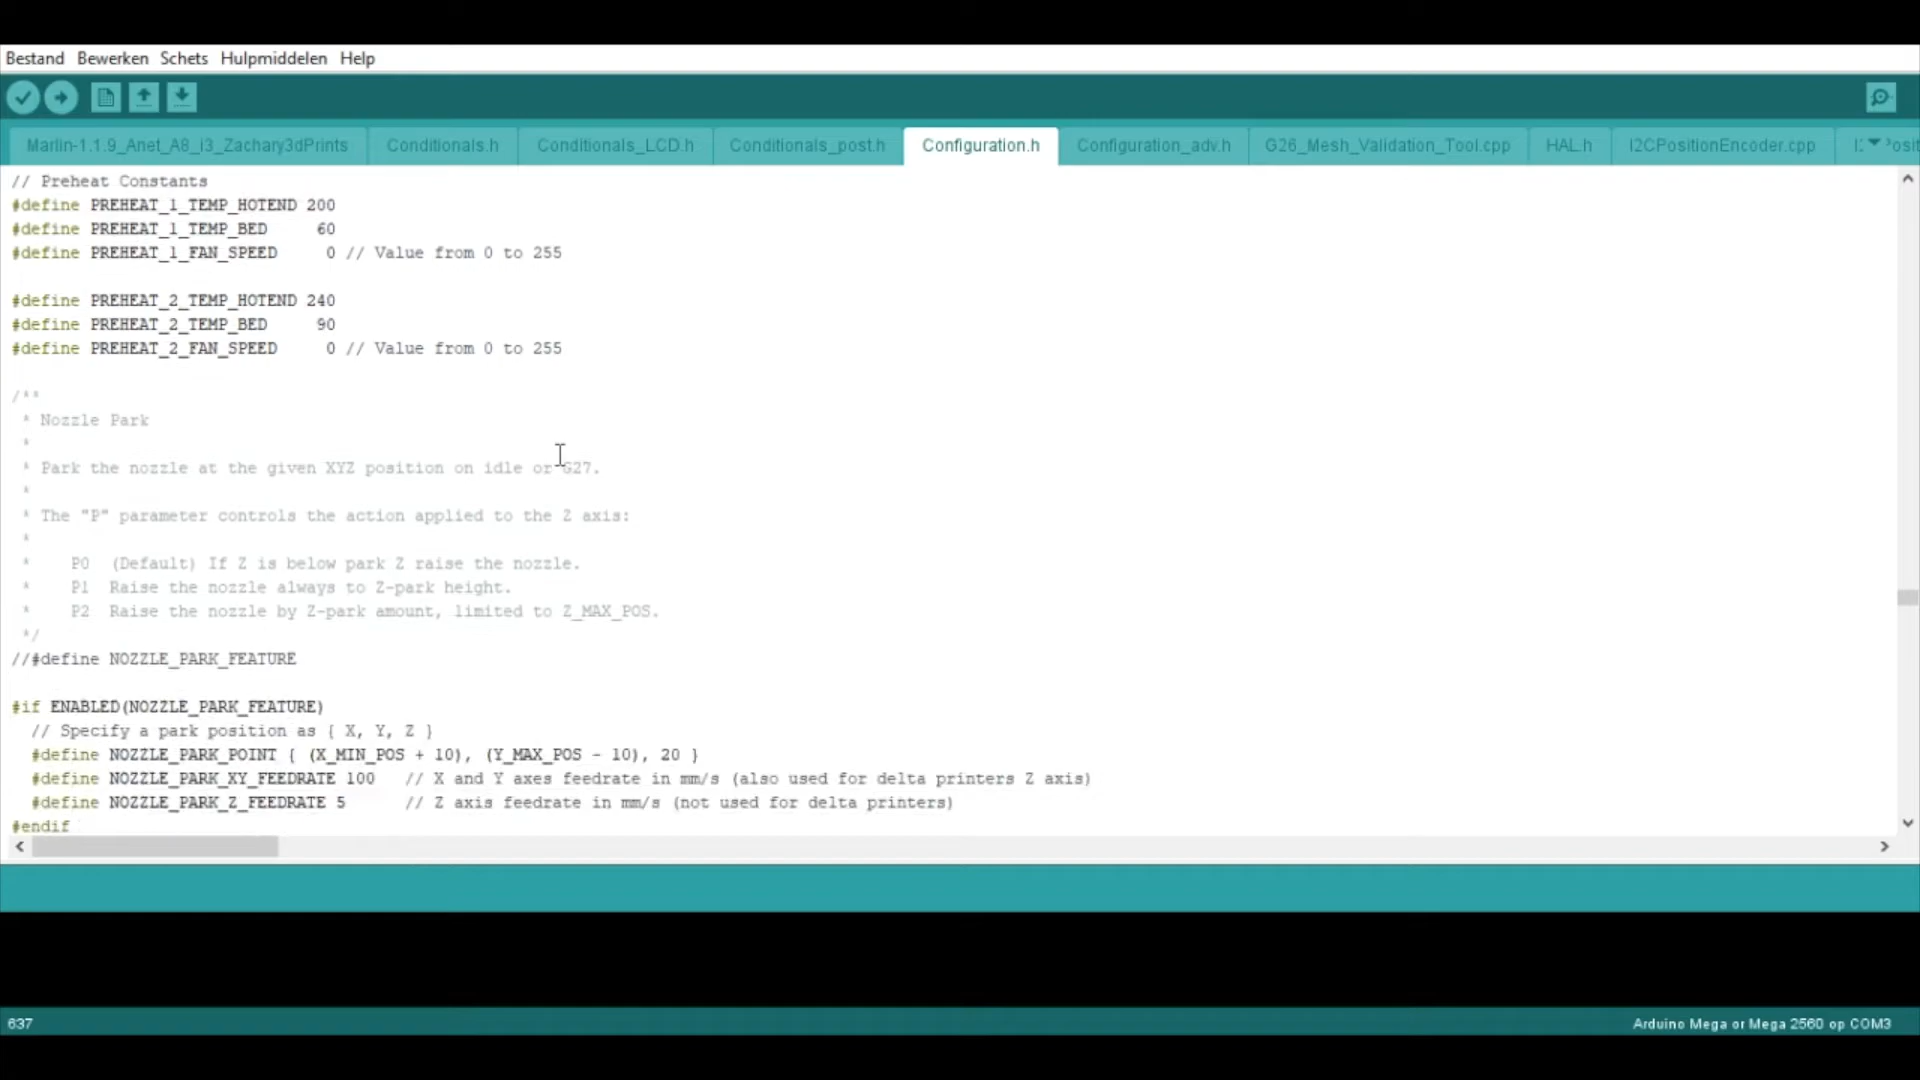 Bestand Bewerken Schets Hulpmiddelen Help
Marlin-1.1.9_Anet_A8_i3_Zachary3dPrints Conditionals.h Conditionals_LCD.h Conditionals_post.h Configuration.h Configuration_adv.h G26_Mesh_Validation_Tool.cpp HAL.h I2CPositionEncoder.cpp
// Preheat Constants
#define PREHEAT_1_TEMP_HOTEND 200
#define PREHEAT_1_TEMP_BED     60
#define PREHEAT_1_FAN_SPEED     0 // Value from 0 to 255
#define PREHEAT_2_TEMP_HOTEND 240
#define PREHEAT_2_TEMP_BED     90
#define PREHEAT_2_FAN_SPEED     0 // Value from 0 to 255
/**
 * Nozzle Park
 *
 * Park the nozzle at the given XYZ position on idle or G27.
 *
 * The "P" parameter controls the action applied to the Z axis:
 *
 *    P0  (Default) If Z is below park Z raise the nozzle.
 *    P1  Raise the nozzle always to Z-park height.
 *    P2  Raise the nozzle by Z-park amount, limited to Z_MAX_POS.
 */
//#define NOZZLE_PARK_FEATURE
#if ENABLED(NOZZLE_PARK_FEATURE)
  // Specify a park position as { X, Y, Z }
  #define NOZZLE_PARK_POINT { (X_MIN_POS + 10), (Y_MAX_POS - 10), 20 }
  #define NOZZLE_PARK_XY_FEEDRATE 100   // X and Y axes feedrate in mm/s (also used for delta printers Z axis)
  #define NOZZLE_PARK_Z_FEEDRATE 5      // Z axis feedrate in mm/s (not used for delta printers)
#endif
637 Arduino Mega or Mega 2560 op COM3